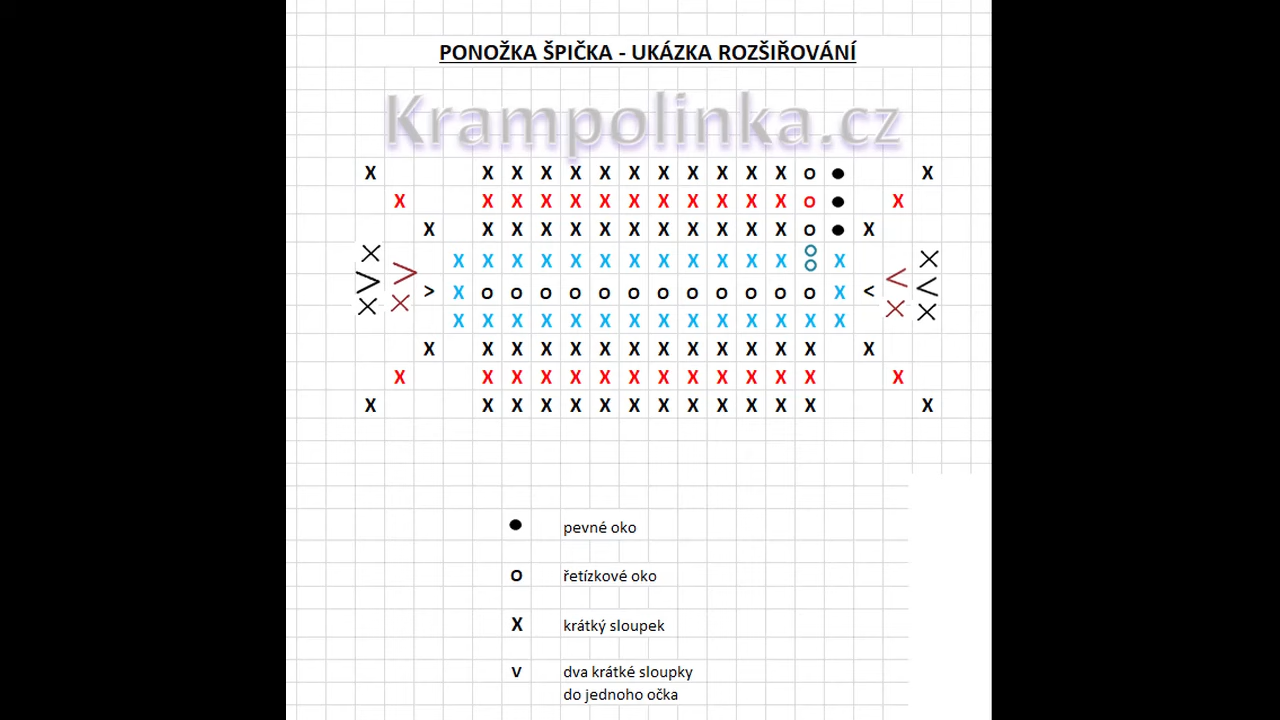 PONOŽKA ŠPIČKA - UKÁZKA ROZŠIŘOVÁNÍ
Krampolinka.cz
X X X X X X X X X X X X o ● X
X X X X X X X X X X X X o ● X
X X X X X X X X X X X X o ● X
X > X > X X X X X X X X X X X X o o X < X < X
> X o o o o o o o o o o o o X <
X X X X X X X X X X X X X X X X X X
X X X X X X X X X X X X X X
X X X X X X X X X X X X X X
X X X X X X X X X X X X X X
● pevné oko
o řetízkové oko
X krátký sloupek
V dva krátké sloupky
do jednoho očka